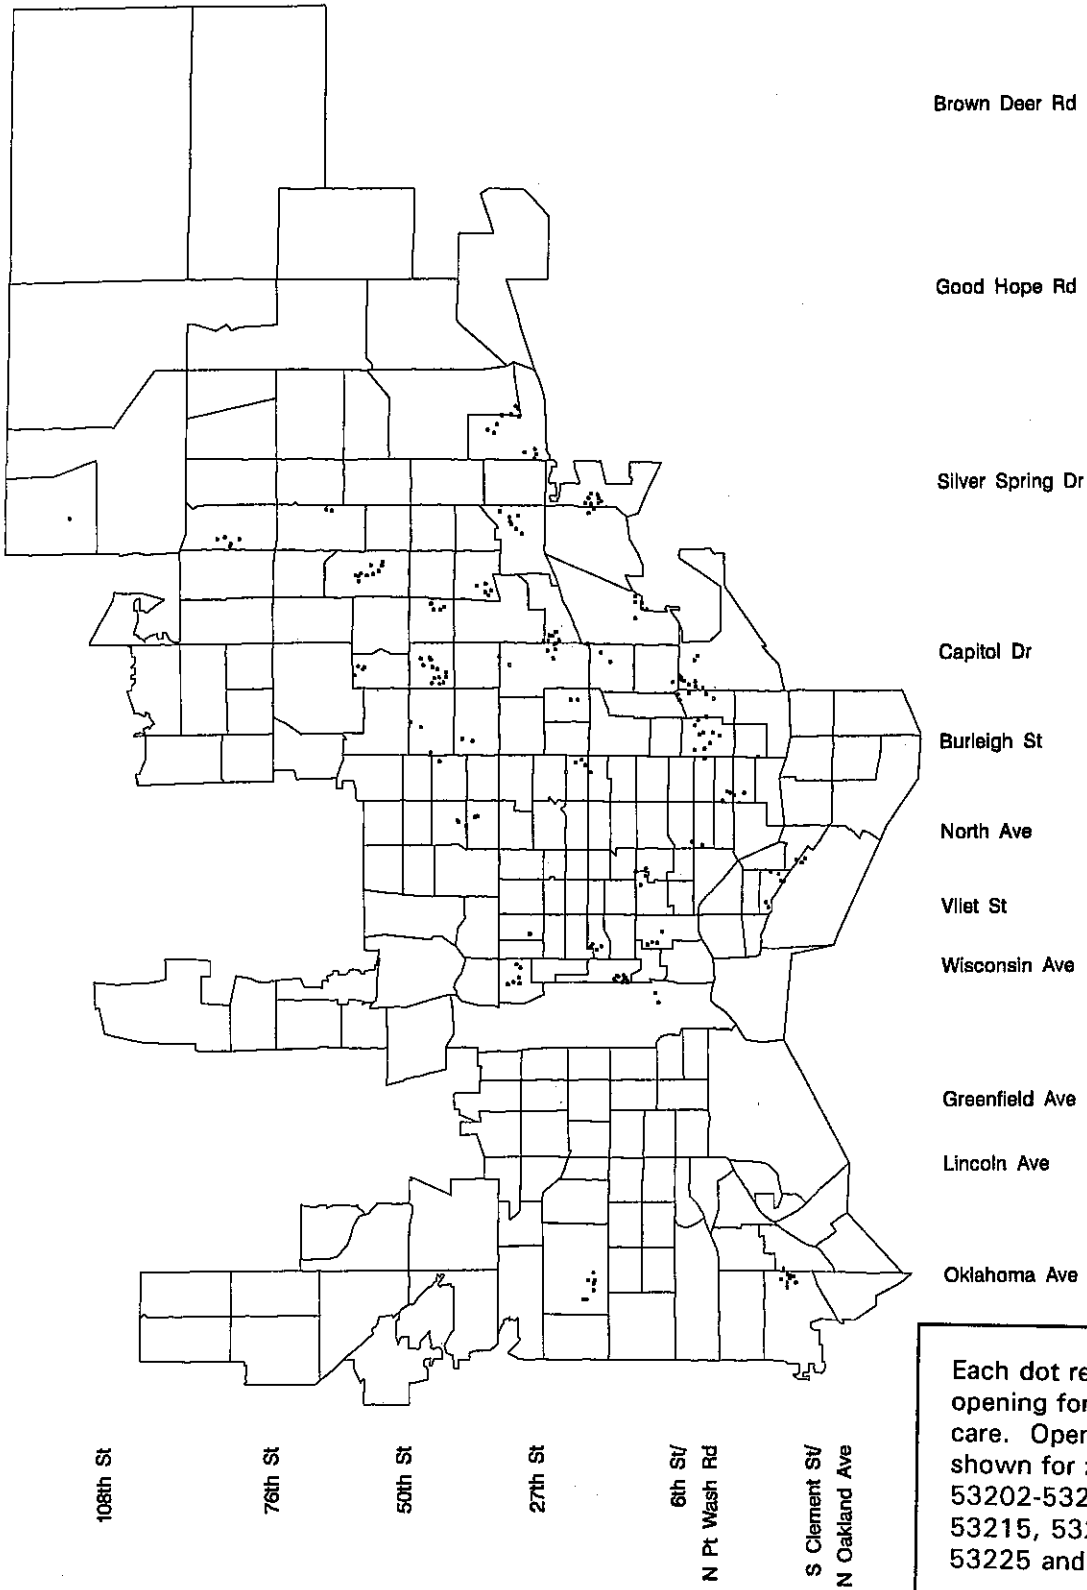 Brown Deer Rd
Good Hope Rd
Silver Spring Dr
Capitol Dr
Burleigh St
North Ave
Vliet St
Wisconsin Ave
Greenfield Ave
Lincoln Ave
Oklahoma Ave
108th St
76th St
50th St
27th St
6th St/
N Pt Wash Rd
S Clement St/
N Oakland Ave
Each dot re
opening for
care. Open
shown for
53202-532
53215, 532
53225 and